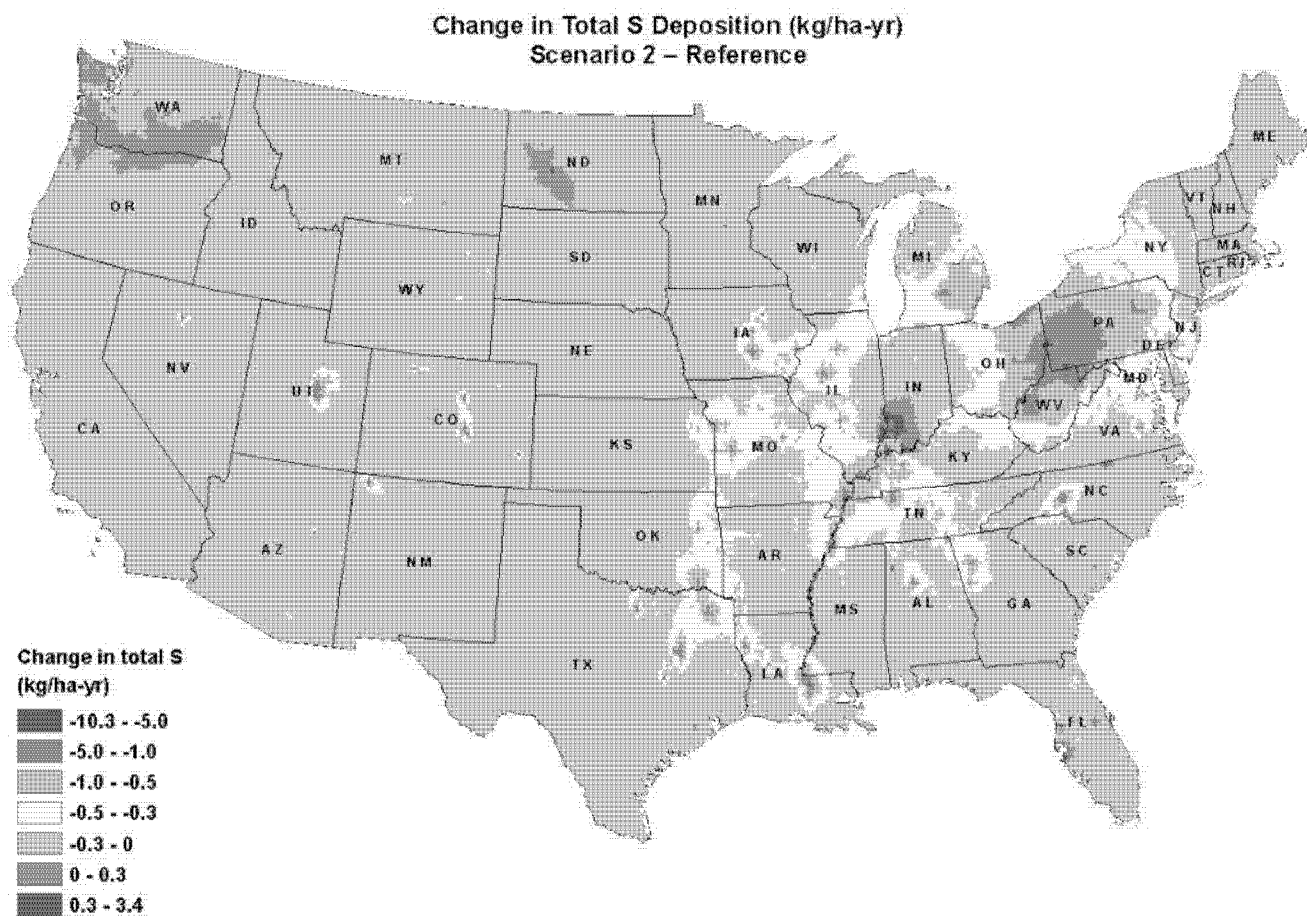 Change in Total S Deposition (kg/ha-yr)
Scenario 2 – Reference
WA
MT
ND
MN
ME
OR
ID
WY
SD
WI
MI
NY
VT
NH
MA
CT
RI
NV
UT
CO
NE
IA
IL
IN
OH
PA
NJ
DE
MD
WV
VA
CA
KS
MO
KY
NC
TN
AZ
NM
OK
AR
SC
MS
AL
GA
TX
LA
FL
Change in total S
(kg/ha-yr)
-10.3 - -5.0
-5.0 - -1.0
-1.0 - -0.5
-0.5 - -0.3
-0.3 - 0
0 - 0.3
0.3 - 3.4